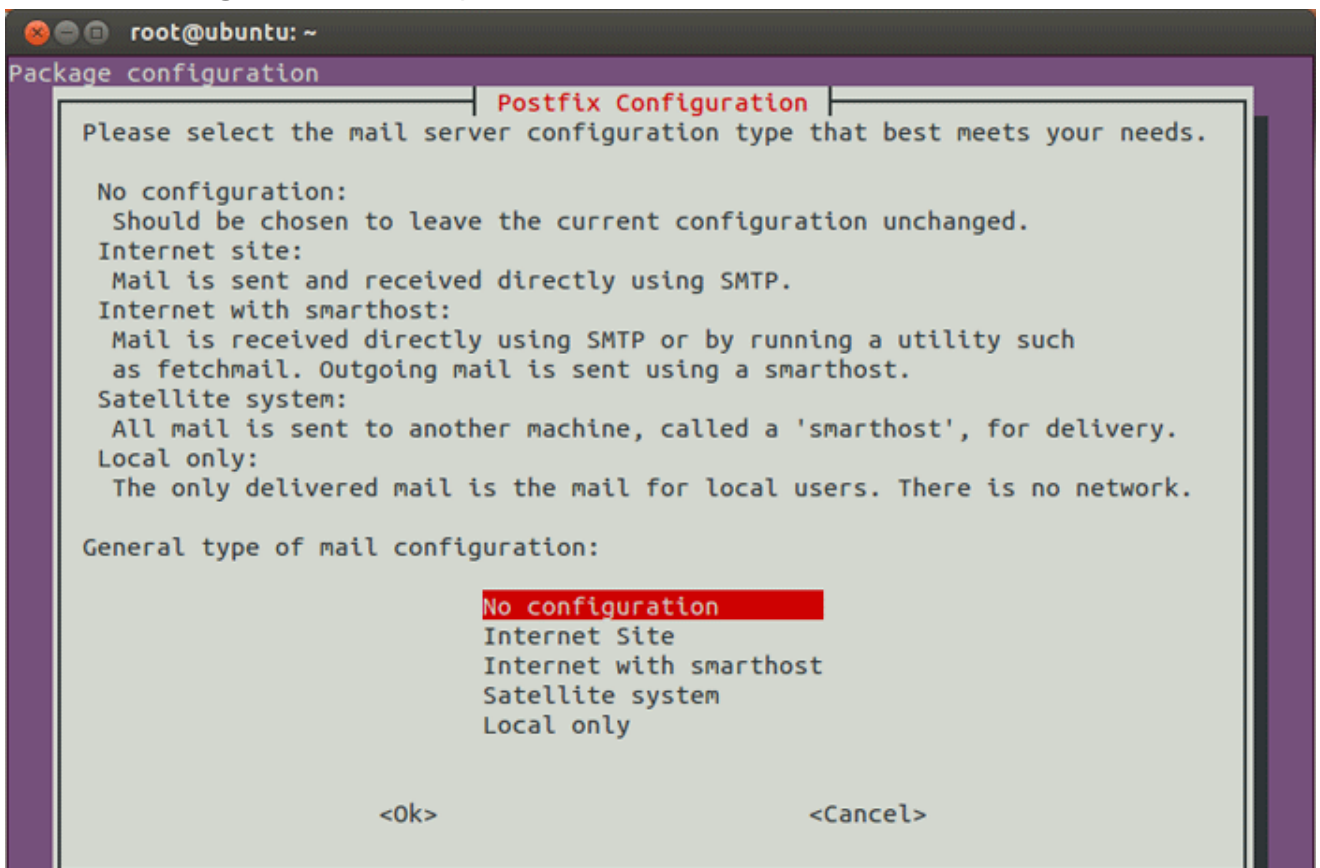 root@ubuntu: ~
Package configuration
Postfix Configuration
Please select the mail server configuration type that best meets your needs.
No configuration:
Should be chosen to leave the current configuration unchanged.
Internet site:
Mail is sent and received directly using SMTP.
Internet with smarthost:
Mail is received directly using SMTP or by running a utility such
as fetchmail. Outgoing mail is sent using a smarthost.
Satellite system:
All mail is sent to another machine, called a 'smarthost', for delivery.
Local only:
The only delivered mail is the mail for local users. There is no network.
General type of mail configuration:
No configuration
Internet Site
Internet with smarthost
Satellite system
Local only
<Ok> <Cancel>